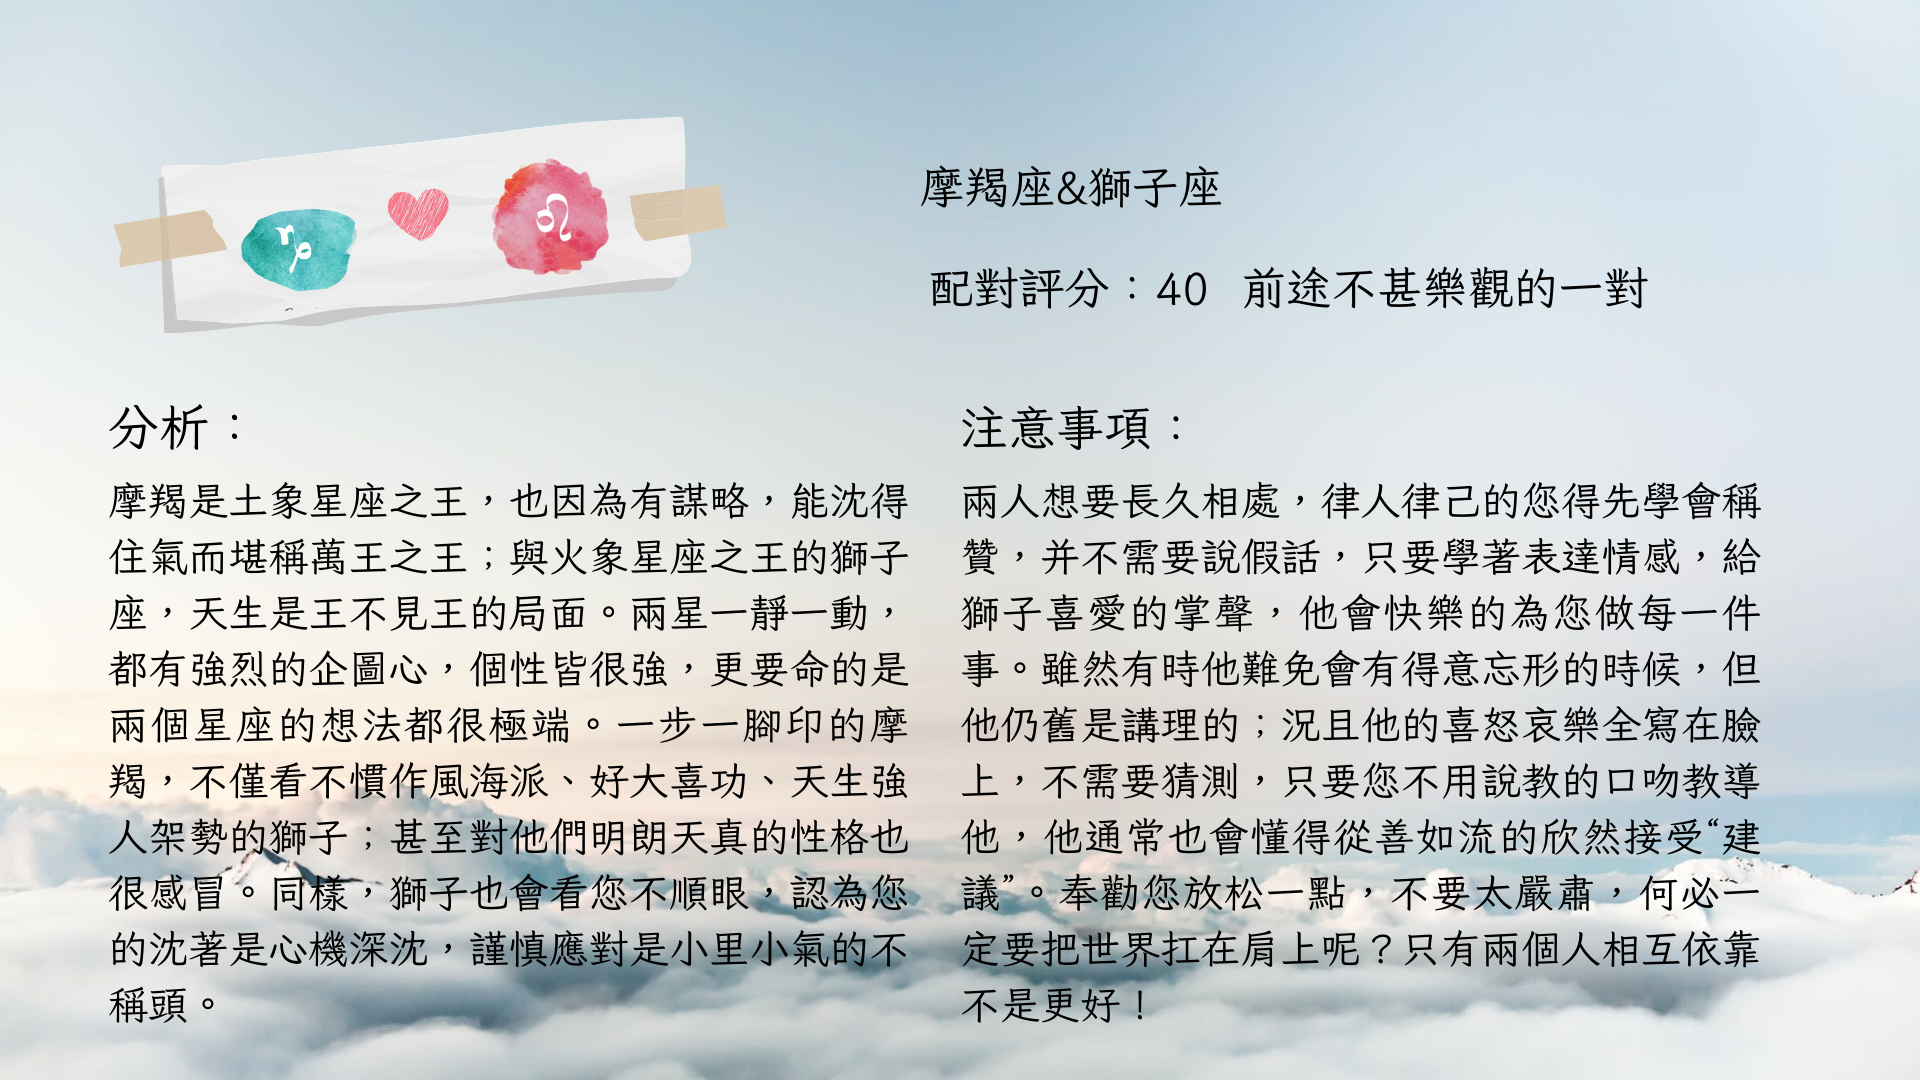 摩羯座&獅子座
配對評分：40 前途不甚樂觀的一對
分析：
摩羯是土象星座之王，也因為有謀略，能沈得
住氣而堪稱萬王之王；與火象星座之王的獅子
座，天生是王不見王的局面。兩星一靜一動，
都有強烈的企圖心，個性皆很強，更要命的是
兩個星座的想法都很極端。一步一腳印的摩
羯，不僅看不慣作風海派、好大喜功、天生強
人架勢的獅子；甚至對他們明朗天真的性格也
很感冒。同樣，獅子也會看您不順眼，認為您
的沈著是心機深沈，謹慎應對是小里小氣的不
稱頭。
注意事項：
兩人想要長久相處，律人律己的您得先學會稱
贊，并不需要說假話，只要學著表達情感，給
獅子喜愛的掌聲，他會快樂的為您做每一件
事。雖然有時他難免會有得意忘形的時候，但
他仍舊是講理的；況且他的喜怒哀樂全寫在臉
上，不需要猜測，只要您不用說教的口吻教導
他，他通常也會懂得從善如流的欣然接受“建
議”。奉勸您放松一點，不要太嚴肅，何必一
定要把世界扛在肩上呢？只有兩個人相互依靠
不是更好！